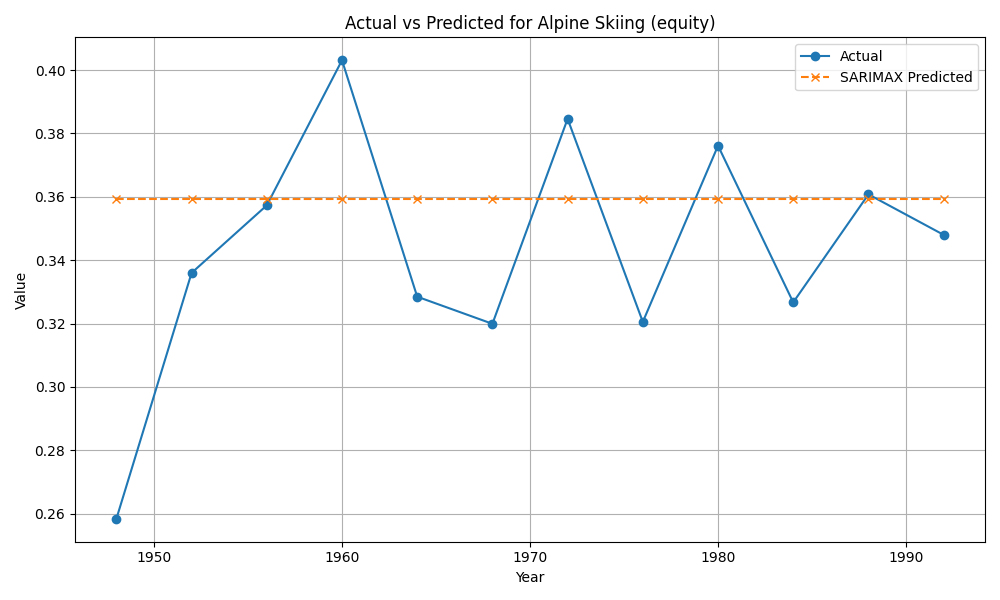 Actual vs Predicted for Alpine Skiing (equity)
Actual
SARIMAX Predicted
0.40
0.38
0.36
0.34
0.32
0.30
0.28
0.26
Value
1950
1960
1970
1980
1990
Year